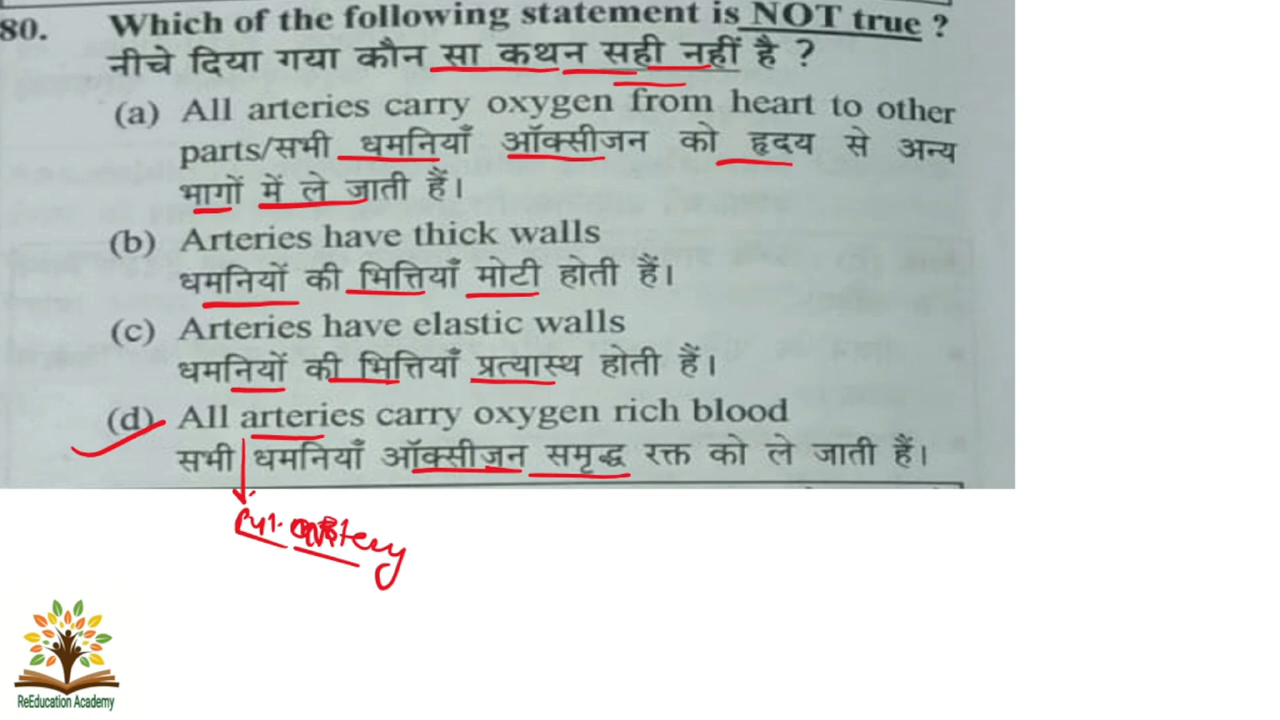 80. Which of the following statement is NOT true ?
नीचे दिया गया कौन सा कथन सही नहीं है ?
(a) All arteries carry oxygen from heart to other
parts/सभी धमनियाँ ऑक्सीजन को हृदय से अन्य
भागों में ले जाती हैं।
(b) Arteries have thick walls
धमनियों की भित्तियाँ मोटी होती हैं।
(c) Arteries have elastic walls
धमनियों की भित्तियाँ प्रत्यास्थ होती हैं।
(d) All arteries carry oxygen rich blood
सभी धमनियाँ ऑक्सीजन समृद्ध रक्त को ले जाती हैं।
ReEducation Academy